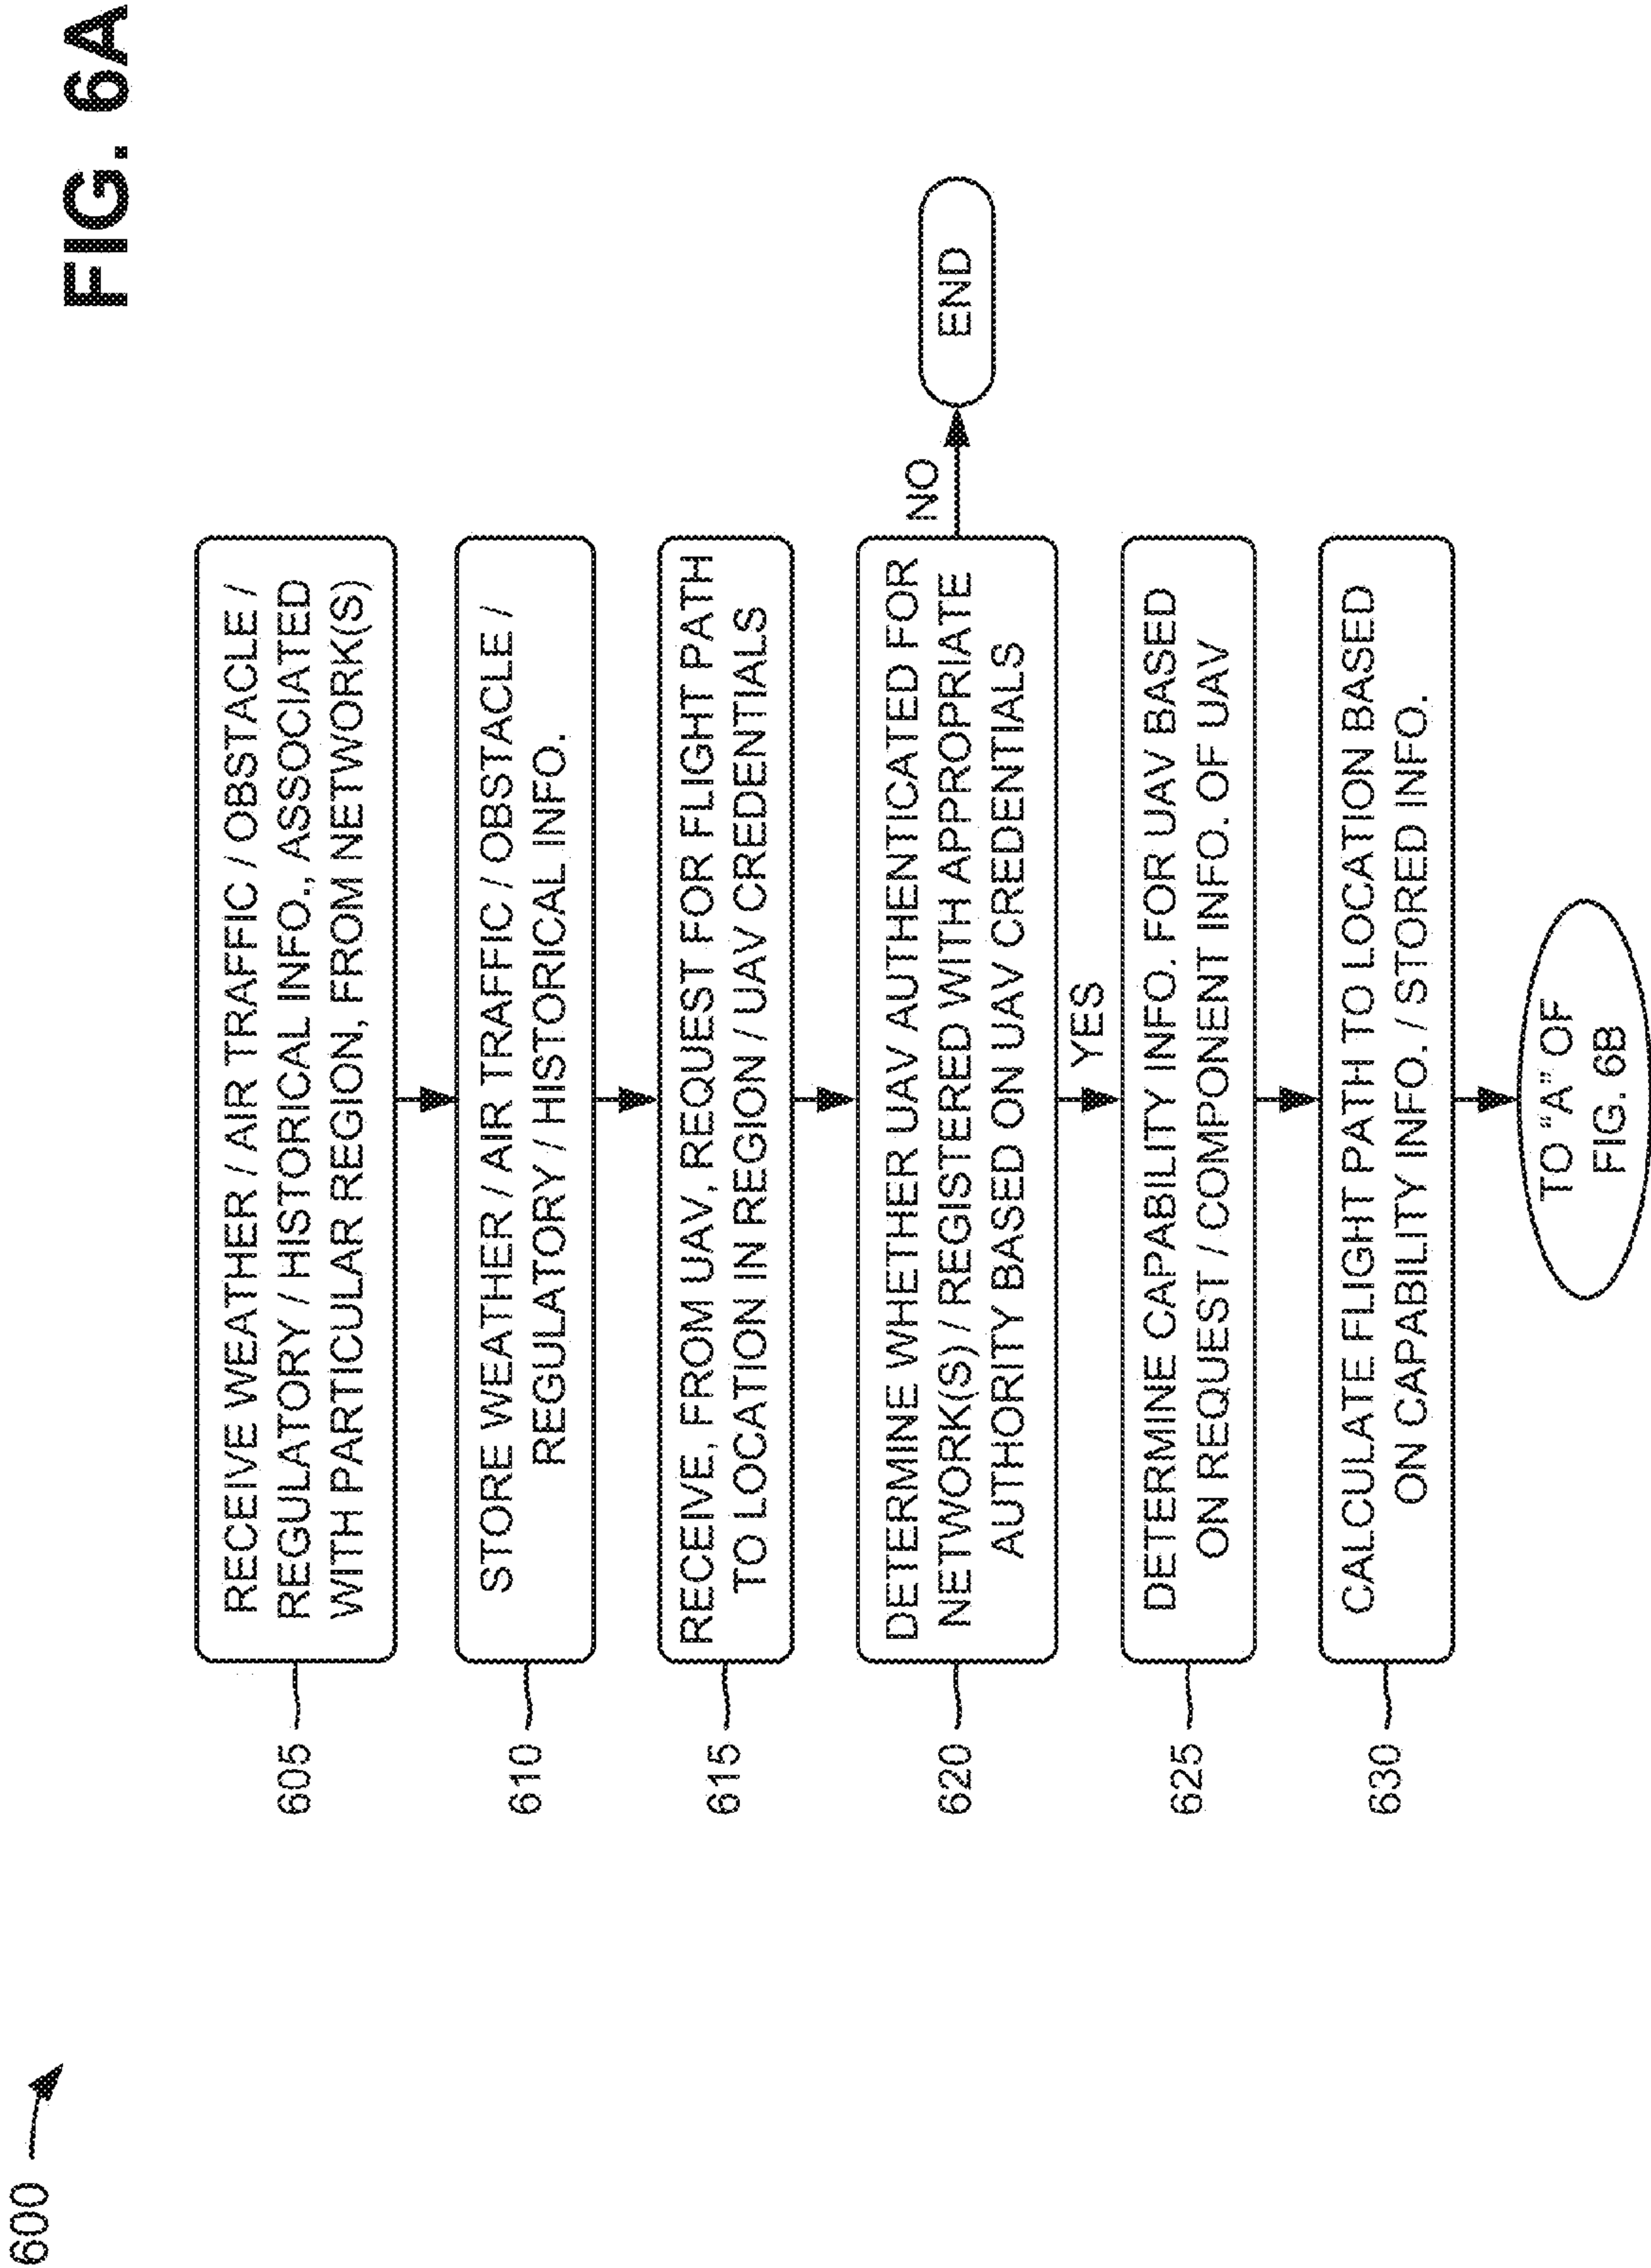 FIG. 6A
600
605
RECEIVE WEATHER / AIR TRAFFIC / OBSTACLE /
REGULATORY / HISTORICAL INFO., ASSOCIATED
WITH PARTICULAR REGION, FROM NETWORK(S)
610
STORE WEATHER / AIR TRAFFIC / OBSTACLE /
REGULATORY / HISTORICAL INFO.
615
RECEIVE, FROM UAV, REQUEST FOR FLIGHT PATH
TO LOCATION IN REGION / UAV CREDENTIALS
620
DETERMINE WHETHER UAV AUTHENTICATED FOR
NETWORK(S) / REGISTERED WITH APPROPRIATE
AUTHORITY BASED ON UAV CREDENTIALS
NO
END
YES
625
DETERMINE CAPABILITY INFO. FOR UAV BASED
ON REQUEST / COMPONENT INFO. OF UAV
630
CALCULATE FLIGHT PATH TO LOCATION BASED
ON CAPABILITY INFO. / STORED INFO.
TO "A" OF
FIG. 6B